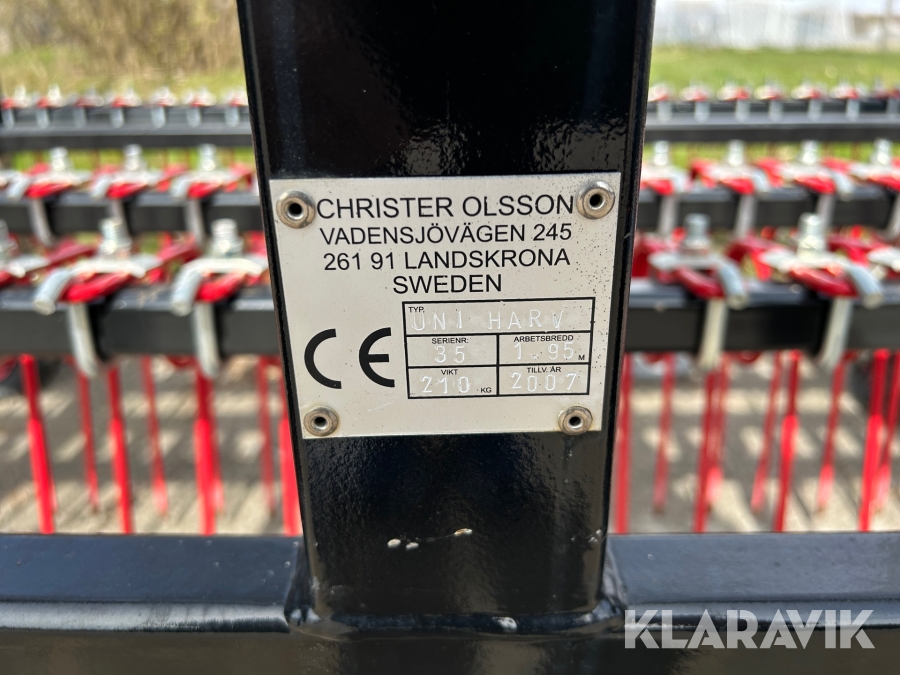 KLARAVIK
CHRISTER OLSSON
VADENSJÖVÄGEN 245
261 91 LANDSKRONA
SWEDEN
CE
TYP.
UNI HARV
SERIENR: ARBETSBREDD
35 1.95 M
VIKT TILLV. ÅR
210 KG 2007
KLARAVIK